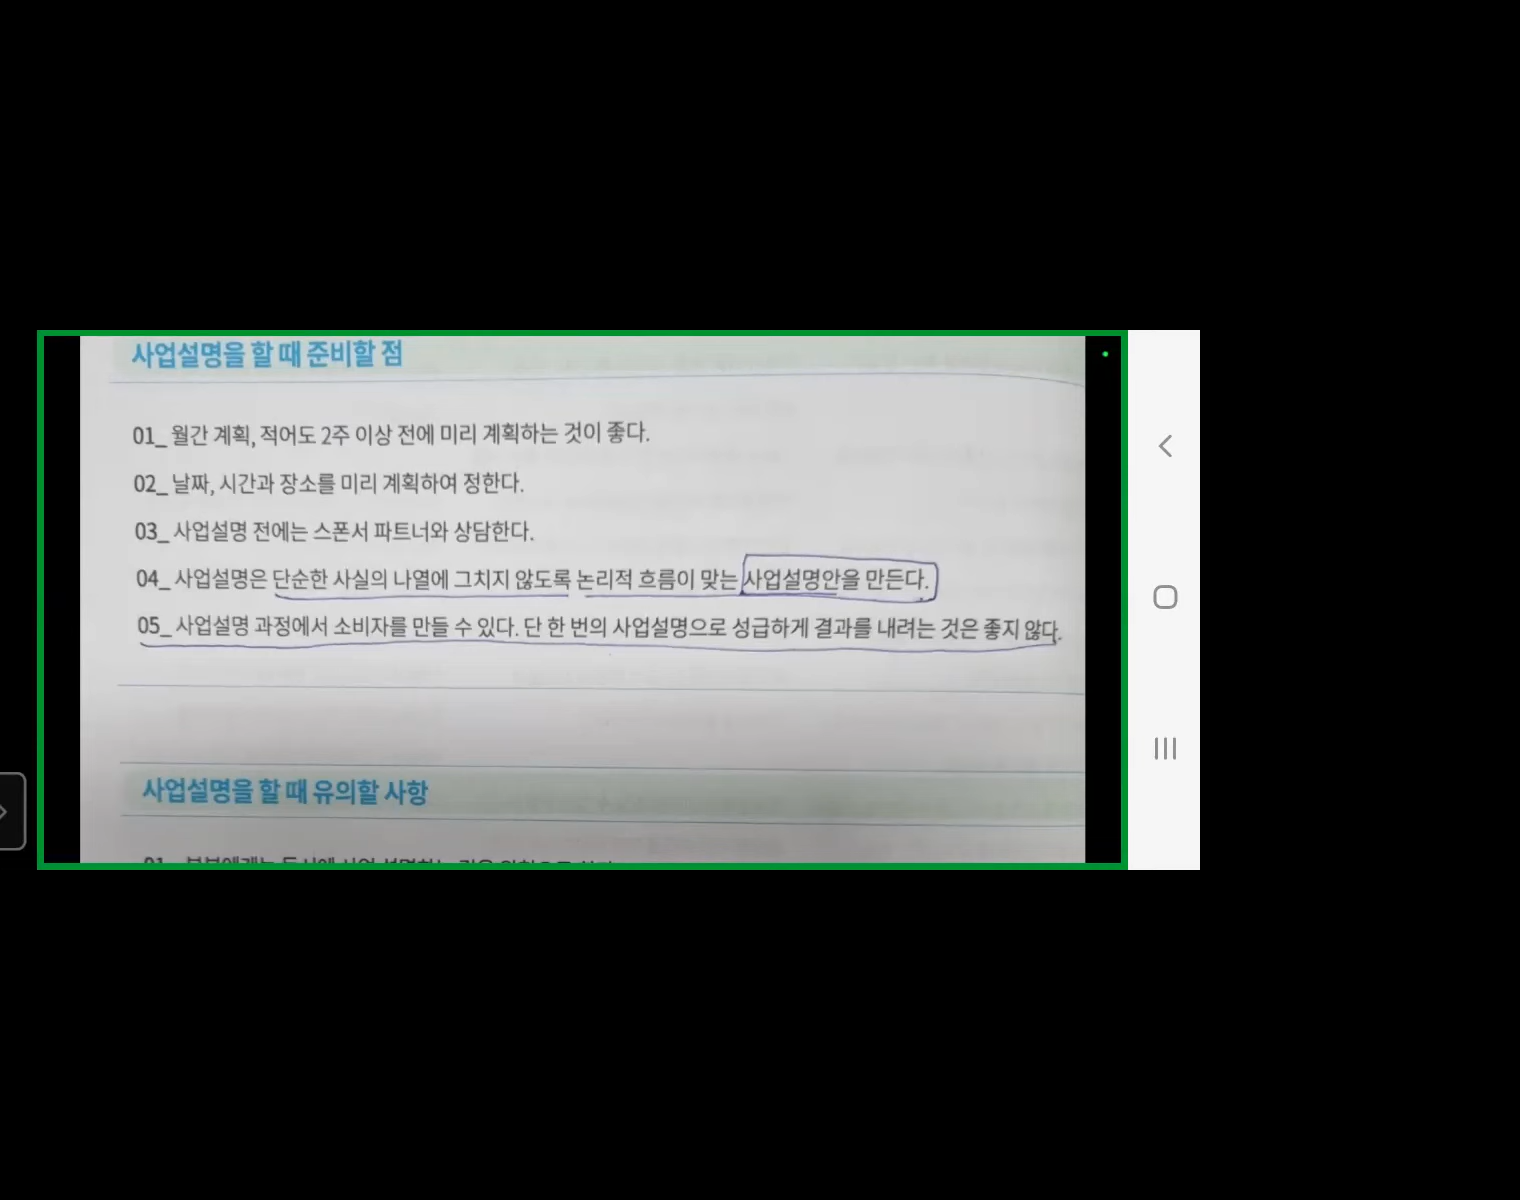 사업설명을 할 때 준비할 점
01_ 월간 계획, 적어도 2주 이상 전에 미리 계획하는 것이 좋다.
02_ 날짜, 시간과 장소를 미리 계획하여 정한다.
03_ 사업설명 전에는 스폰서 파트너와 상담한다.
04_ 사업설명은 단순한 사실의 나열에 그치지 않도록 논리적 흐름이 맞는 사업설명안을 만든다.
05_ 사업설명 과정에서 소비자를 만들 수 있다. 단 한 번의 사업설명으로 성급하게 결과를 내려는 것은 좋지 않다.
사업설명을 할 때 유의할 사항